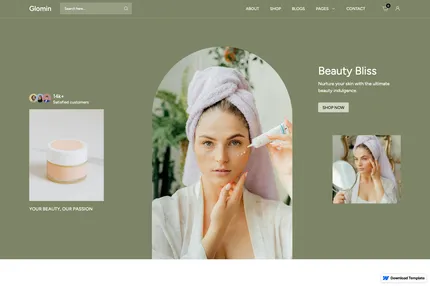 Glomin
Search here...
ABOUT
SHOP
BLOGS
PAGES
CONTACT
0
14k+
Satisfied customers
YOUR BEAUTY, OUR PASSION
Beauty Bliss
Nurture your skin with the ultimate
beauty indulgence.
SHOP NOW
Download Template